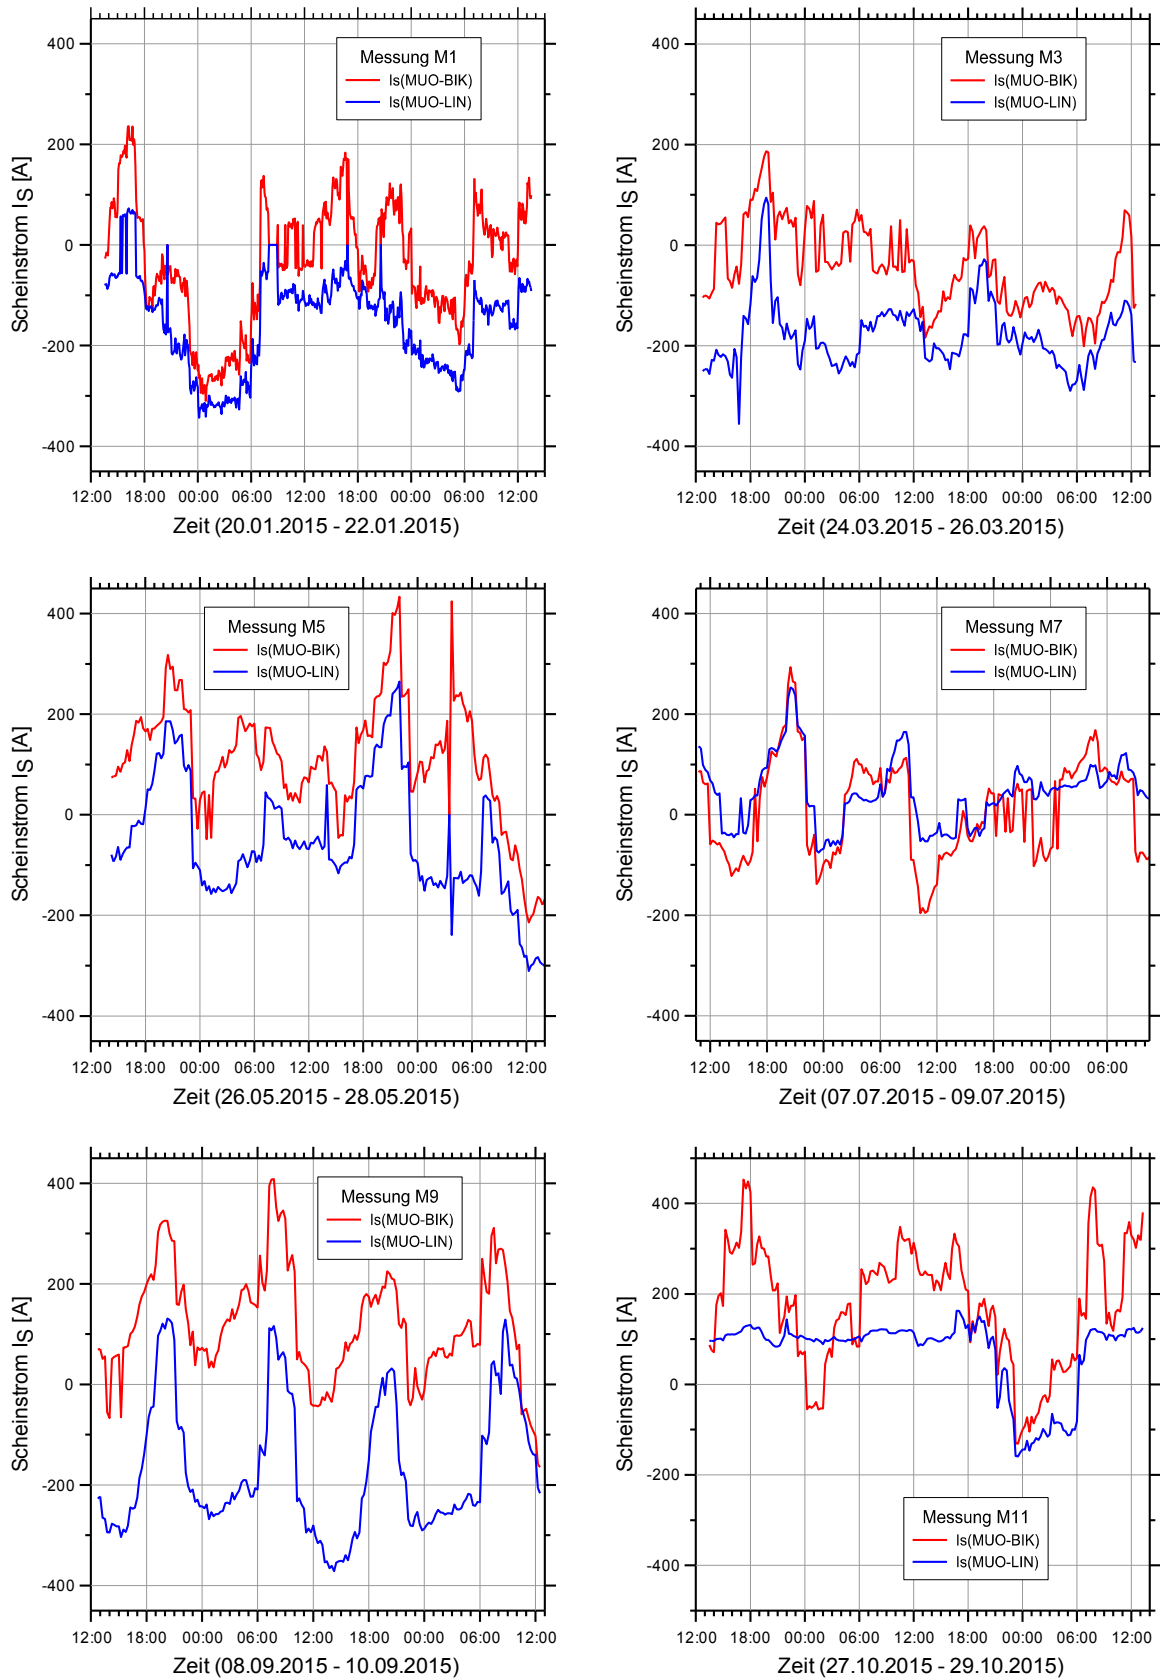 Messung M1
Is(MUO-BIK)
Is(MUO-LIN)
Scheinstrom IS [A]
400
200
0
-200
-400
12:00 18:00 00:00 06:00 12:00 18:00 00:00 06:00 12:00
Zeit (20.01.2015 - 22.01.2015)
Messung M3
Is(MUO-BIK)
Is(MUO-LIN)
Scheinstrom IS [A]
400
200
0
-200
-400
12:00 18:00 00:00 06:00 12:00 18:00 00:00 06:00 12:00
Zeit (24.03.2015 - 26.03.2015)
Messung M5
Is(MUO-BIK)
Is(MUO-LIN)
Scheinstrom IS [A]
400
200
0
-200
-400
12:00 18:00 00:00 06:00 12:00 18:00 00:00 06:00 12:00
Zeit (26.05.2015 - 28.05.2015)
Messung M7
Is(MUO-BIK)
Is(MUO-LIN)
Scheinstrom IS [A]
400
200
0
-200
-400
12:00 18:00 00:00 06:00 12:00 18:00 00:00 06:00
Zeit (07.07.2015 - 09.07.2015)
Messung M9
Is(MUO-BIK)
Is(MUO-LIN)
Scheinstrom IS [A]
400
200
0
-200
-400
12:00 18:00 00:00 06:00 12:00 18:00 00:00 06:00 12:00
Zeit (08.09.2015 - 10.09.2015)
Messung M11
Is(MUO-BIK)
Is(MUO-LIN)
Scheinstrom IS [A]
400
200
0
-200
-400
12:00 18:00 00:00 06:00 12:00 18:00 00:00 06:00 12:00
Zeit (27.10.2015 - 29.10.2015)